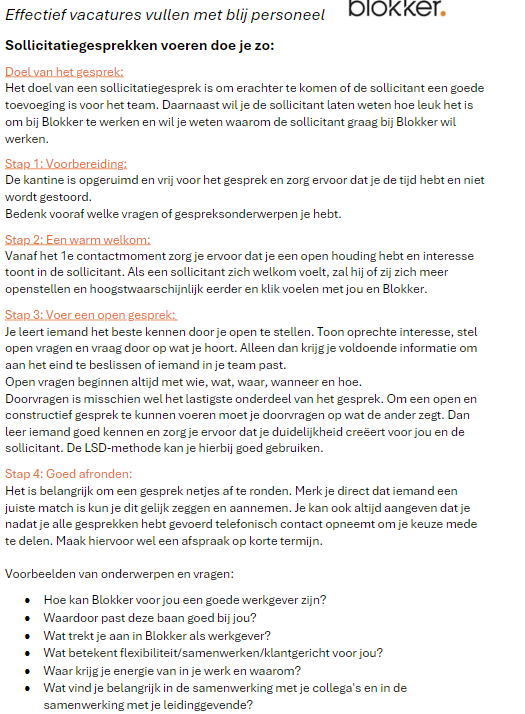 Effectief vacatures vullen met blij personeel
blokker.
Sollicitatiegesprekken voeren doe je zo:
Doel van het gesprek:
Het doel van een sollicitatiegesprek is om erachter te komen of de sollicitant een goede
toevoeging is voor het team. Daarnaast wil je de sollicitant laten weten hoe leuk het is
om bij Blokker te werken en wil je weten waarom de sollicitant graag bij Blokker wil
werken.
Stap 1: Voorbereiding:
De kantine is opgeruimd en vrij voor het gesprek en zorg ervoor dat je de tijd hebt en niet
wordt gestoord.
Bedenk vooraf welke vragen of gespreksonderwerpen je hebt.
Stap 2: Een warm welkom:
Vanaf het 1e contactmoment zorg je ervoor dat je een open houding hebt en interesse
toont in de sollicitant. Als een sollicitant zich welkom voelt, zal hij of zij zich meer
openstellen en hoogstwaarschijnlijk eerder en klik voelen met jou en Blokker.
Stap 3: Voer een open gesprek:
Je leert iemand het beste kennen door je open te stellen. Toon oprechte interesse, stel
open vragen en vraag door op wat je hoort. Alleen dan krijg je voldoende informatie om
aan het eind te beslissen of iemand in je team past.
Open vragen beginnen altijd met wie, wat, waar, wanneer en hoe.
Doorvragen is misschien wel het lastigste onderdeel van het gesprek. Om een open en
constructief gesprek te kunnen voeren moet je doorvragen op wat de ander zegt. Dan
leer iemand goed kennen en zorg je ervoor dat je duidelijkheid creëert voor jou en de
sollicitant. De LSD-methode kan je hierbij goed gebruiken.
Stap 4: Goed afronden:
Het is belangrijk om een gesprek netjes af te ronden. Merk je direct dat iemand een
juiste match is kun je dit gelijk zeggen en aannemen. Je kan ook altijd aangeven dat je
nadat je alle gesprekken hebt gevoerd telefonisch contact opneemt om je keuze mede
te delen. Maak hiervoor wel een afspraak op korte termijn.
Voorbeelden van onderwerpen en vragen:
• Hoe kan Blokker voor jou een goede werkgever zijn?
• Waardoor past deze baan goed bij jou?
• Wat trekt je aan in Blokker als werkgever?
• Wat betekent flexibiliteit/samenwerken/klantgericht voor jou?
• Waar krijg je energie van in je werk en waarom?
• Wat vind je belangrijk in de samenwerking met je collega's en in de
samenwerking met je leidinggevende?